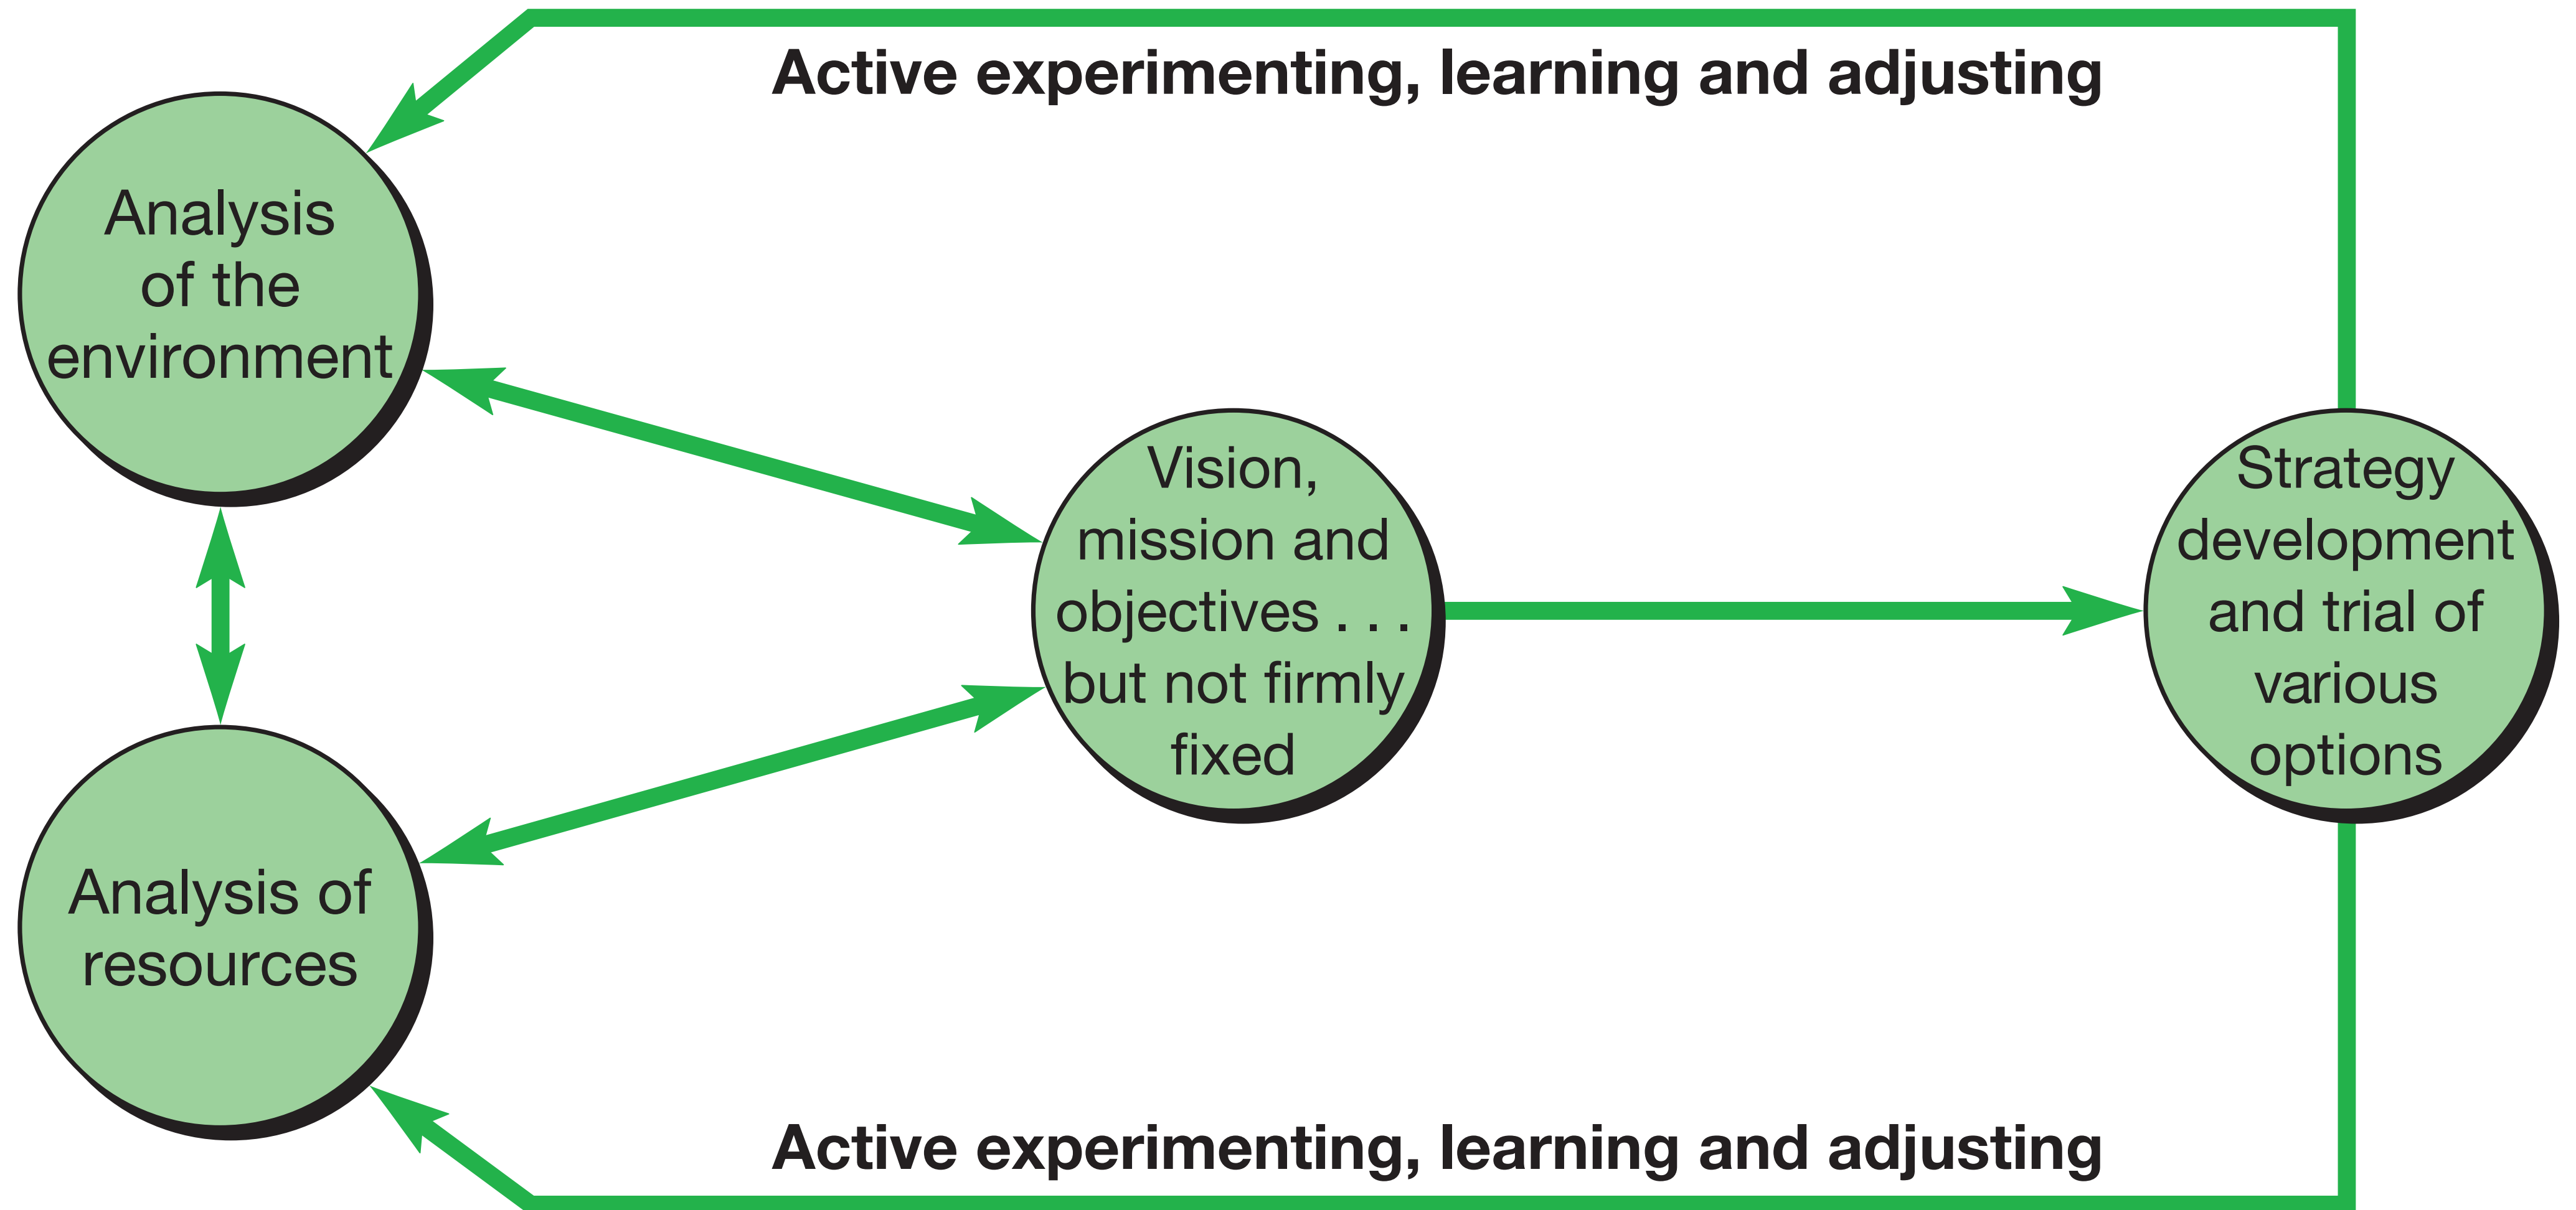 Active experimenting, learning and adjusting
Analysis
of the
environment
Vision,
mission and
objectives . . .
but not firmly
fixed
Strategy
development
and trial of
various
options
Analysis of
resources
Active experimenting, learning and adjusting